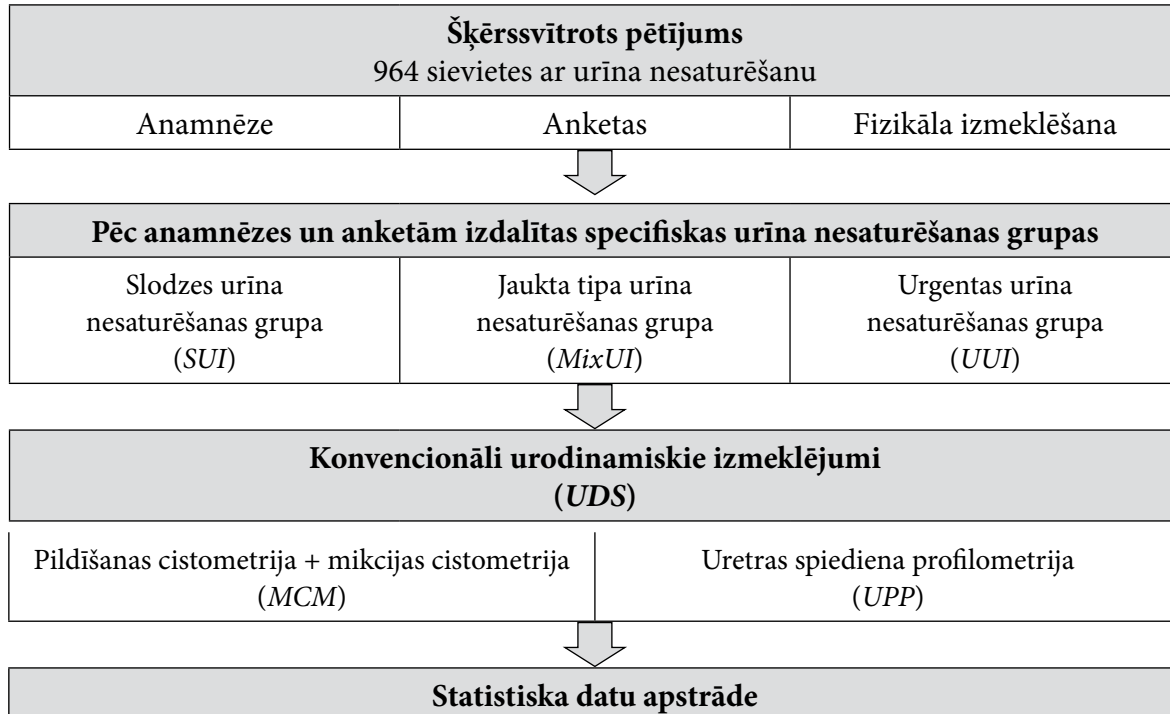 Šķērssvītrots pētījums
964 sievietes ar urīna nesaturēšanu
Anamnēze
Anketas
Fizikāla izmeklēšana
Pēc anamnēzes un anketām izdalītas specifiskas urīna nesaturēšanas grupas
Slodzes urīna
nesaturēšanas grupa
(SUI)
Jaukta tipa urīna
nesaturēšanas grupa
(MixUI)
Urgentas urīna
nesaturēšanas grupa
(UUI)
Konvencionāli urodinamiskie izmeklējumi
(UDS)
Pildīšanas cistometrija + mikcijas cistometrija
(MCM)
Uretras spiediena profilometrija
(UPP)
Statistiska datu apstrāde